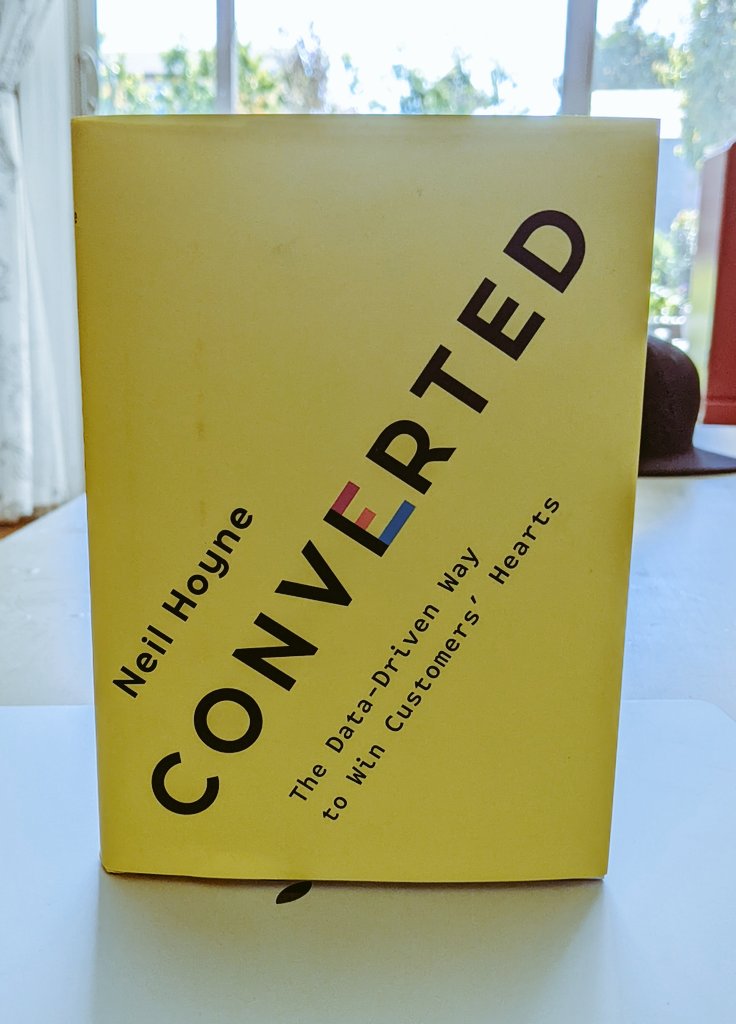 Neil Hoyne
CONVERTED
The Data-Driven Way
to Win Customers' Hearts